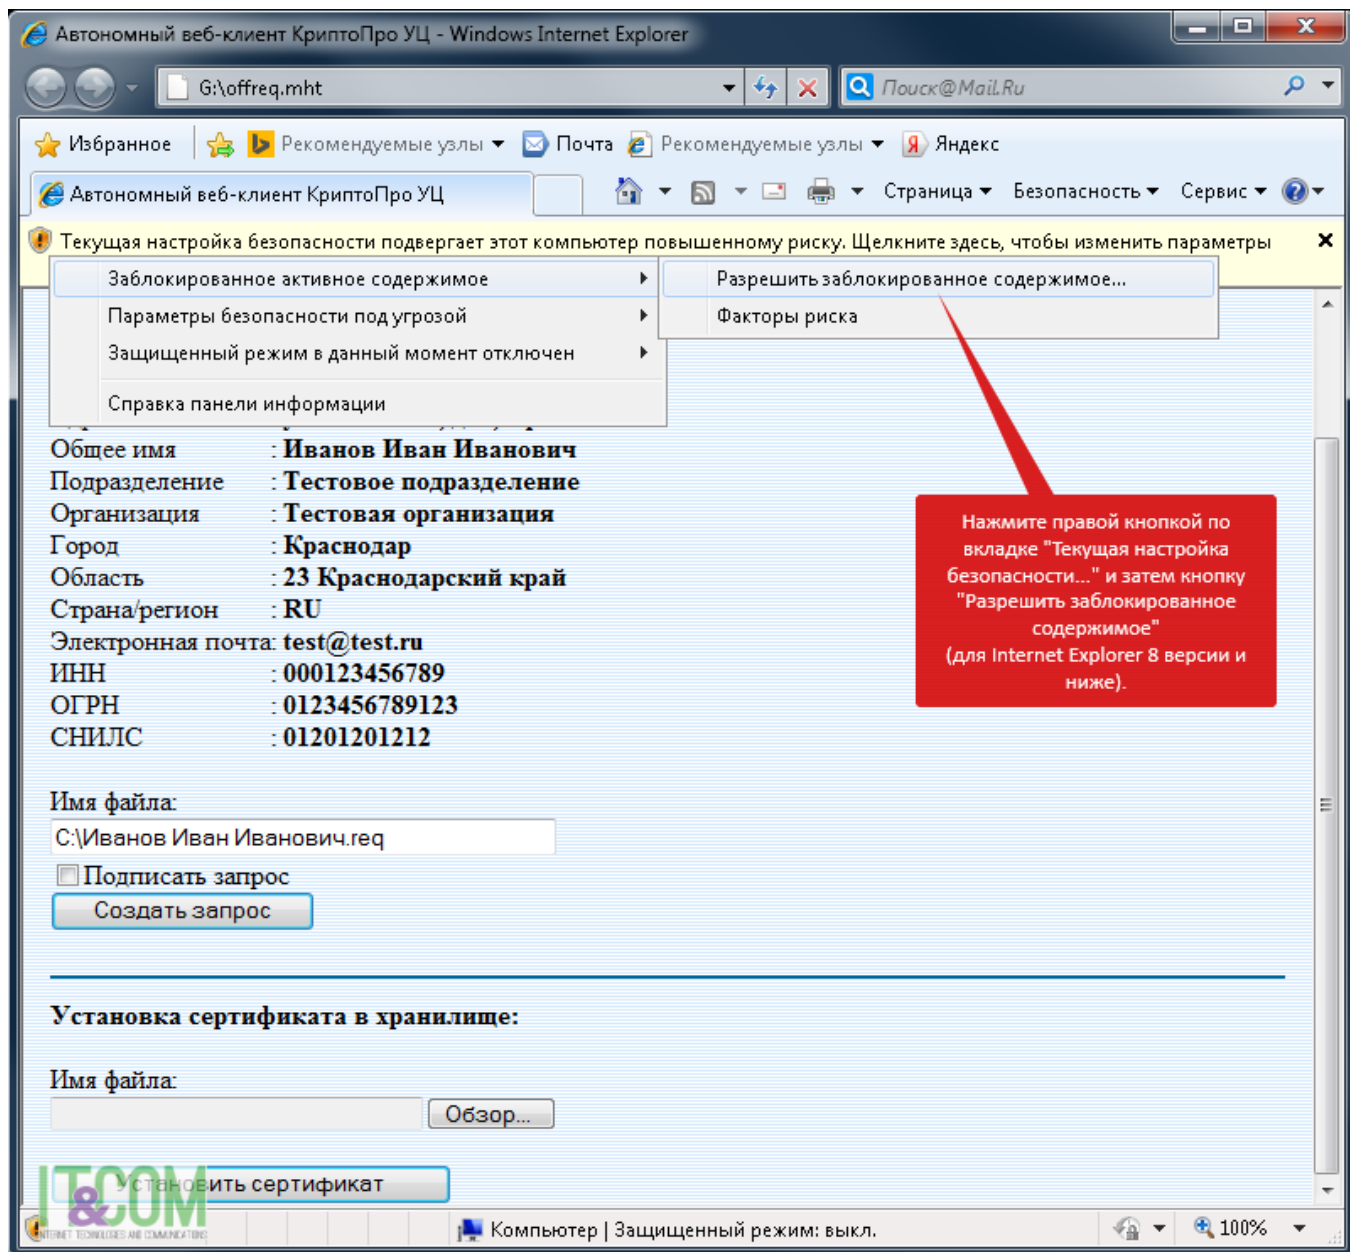 Автономный веб-клиент КриптоПро УЦ - Windows Internet Explorer
G:\offreq.mht
Поиск@Mail.Ru
Избранное
Рекомендуемые узлы
Почта
Рекомендуемые узлы
Яндекс
Автономный веб-клиент КриптоПро УЦ
Страница
Безопасность
Сервис
Текущая настройка безопасности подвергает этот компьютер повышенному риску. Щелкните здесь, чтобы изменить параметры
Заблокированное активное содержимое
Параметры безопасности под угрозой
Защищенный режим в данный момент отключен
Справка панели информации
Разрешить заблокированное содержимое...
Факторы риска
Общее имя : Иванов Иван Иванович
Подразделение : Тестовое подразделение
Организация : Тестовая организация
Город : Краснодар
Область : 23 Краснодарский край
Страна/регион : RU
Электронная почта: test@test.ru
ИНН : 000123456789
ОГРН : 0123456789123
СНИЛС : 01201201212
Нажмите правой кнопкой по
вкладке "Текущая настройка
безопасности..." и затем кнопку
"Разрешить заблокированное
содержимое"
(для Internet Explorer 8 версии и
ниже).
Имя файла:
C:\Иванов Иван Иванович.req
Подписать запрос
Создать запрос
Установка сертификата в хранилище:
Имя файла:
Обзор...
Установить сертификат
IT&COM
INTERNET TECHNOLOGIES AND COMMUNICATIONS
Компьютер | Защищенный режим: выкл.
100%